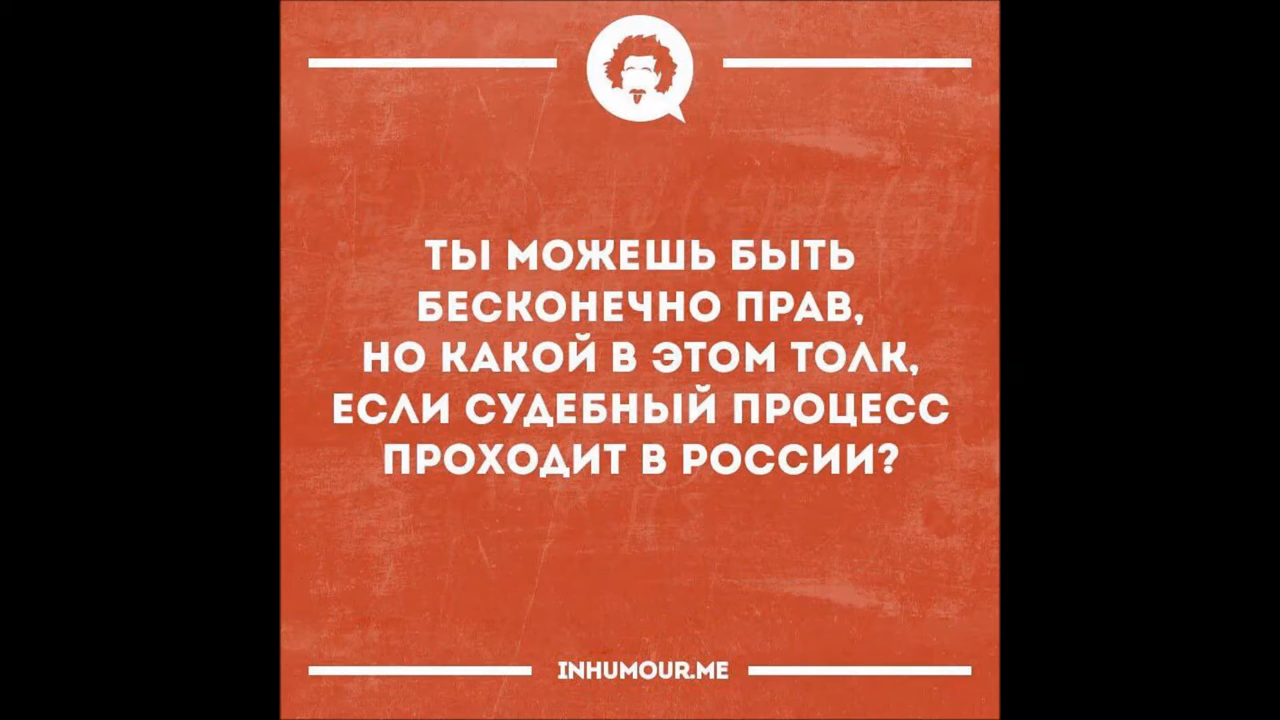 ТЫ МОЖЕШЬ БЫТЬ
БЕСКОНЕЧНО ПРАВ,
НО КАКОЙ В ЭТОМ ТОЛК,
ЕСЛИ СУДЕБНЫЙ ПРОЦЕСС
ПРОХОДИТ В РОССИИ?
INHUMOUR.ME